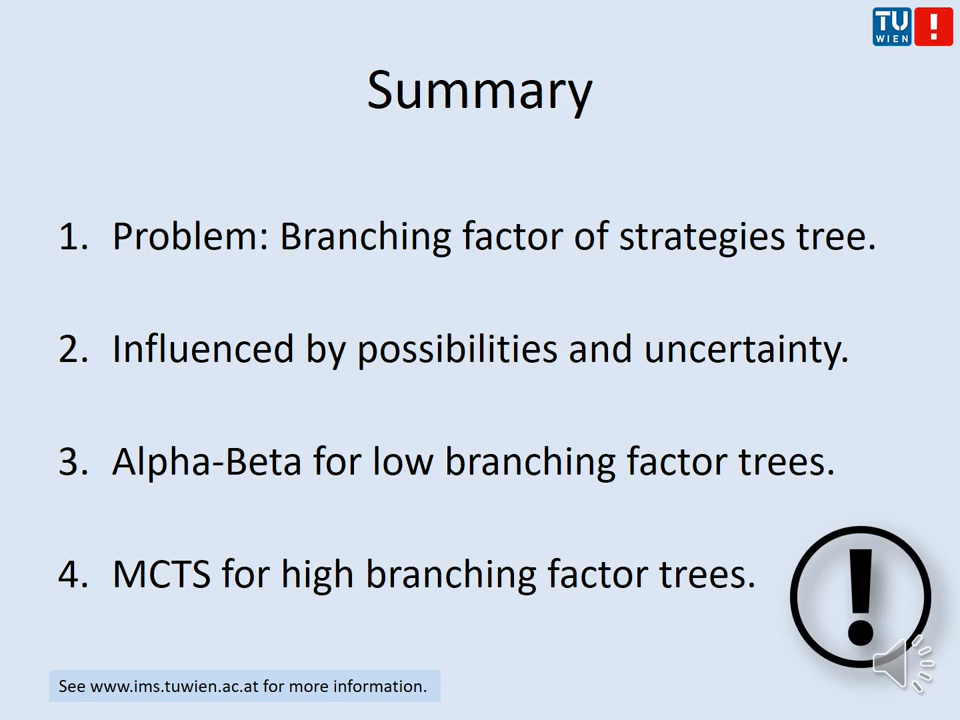 TU
WIEN
!
Summary
1. Problem: Branching factor of strategies tree.
2. Influenced by possibilities and uncertainty.
3. Alpha-Beta for low branching factor trees.
4. MCTS for high branching factor trees.
!
See www.ims.tuwien.ac.at for more information.